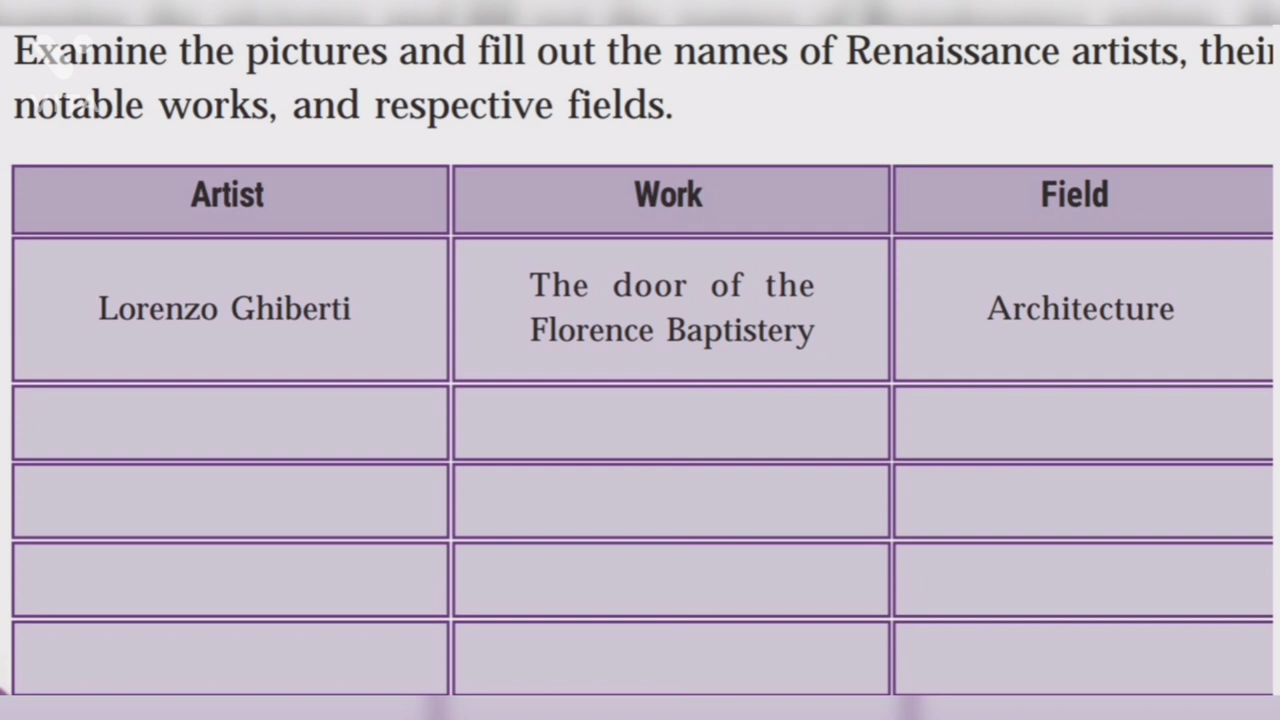 Examine the pictures and fill out the names of Renaissance artists, their
notable works, and respective fields.
Artist Work Field
Lorenzo Ghiberti
The door of the
Florence Baptistery
Architecture